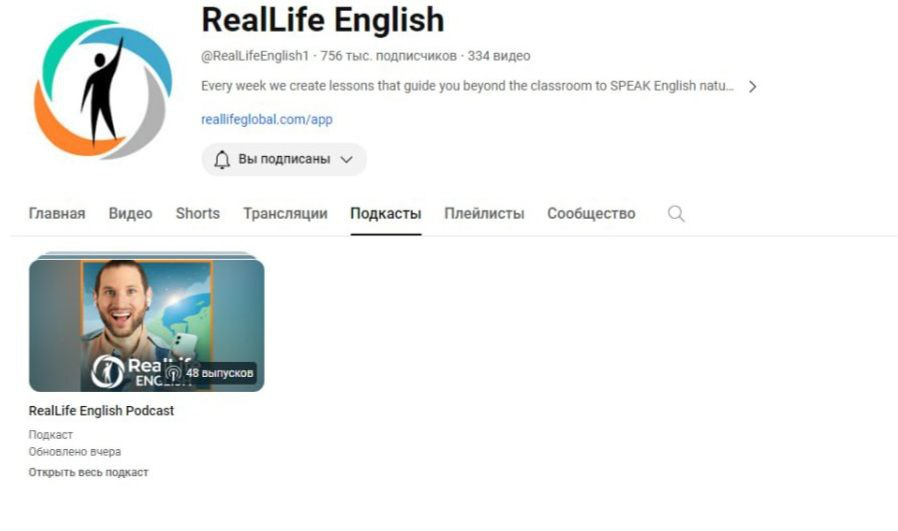 RealLife English
@RealLifeEnglish1 · 756 тыс. подписчиков · 334 видео
Every week we create lessons that guide you beyond the classroom to SPEAK English natu...
reallifeglobal.com/app
Вы подписаны
Главная Видео Shorts Трансляции Подкасты Плейлисты Сообщество
48 выпусков
RealLife English Podcast
Подкаст
Обновлено вчера
Открыть весь подкаст